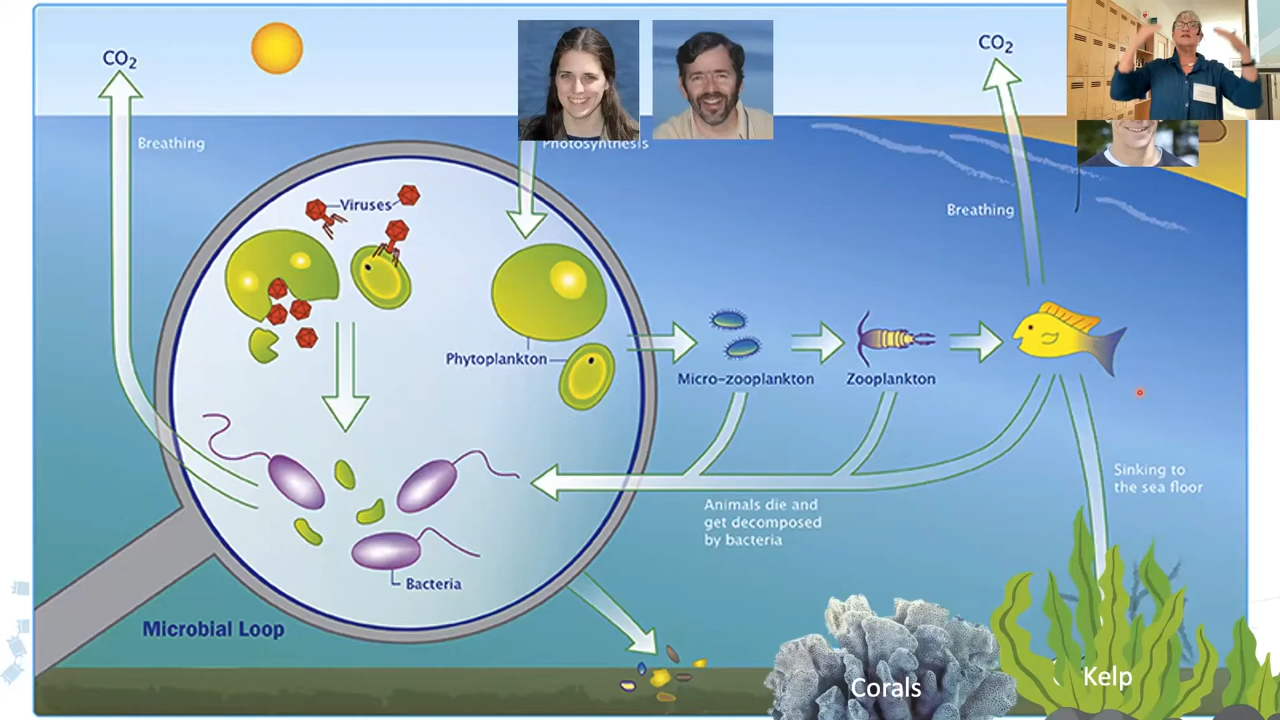 CO₂
CO₂
Breathing
Photosynthesis
Viruses
Breathing
Phytoplankton
Micro-zooplankton
Zooplankton
Sinking to
the sea floor
Animals die and
get decomposed
by bacteria
Bacteria
Microbial Loop
Corals
Kelp